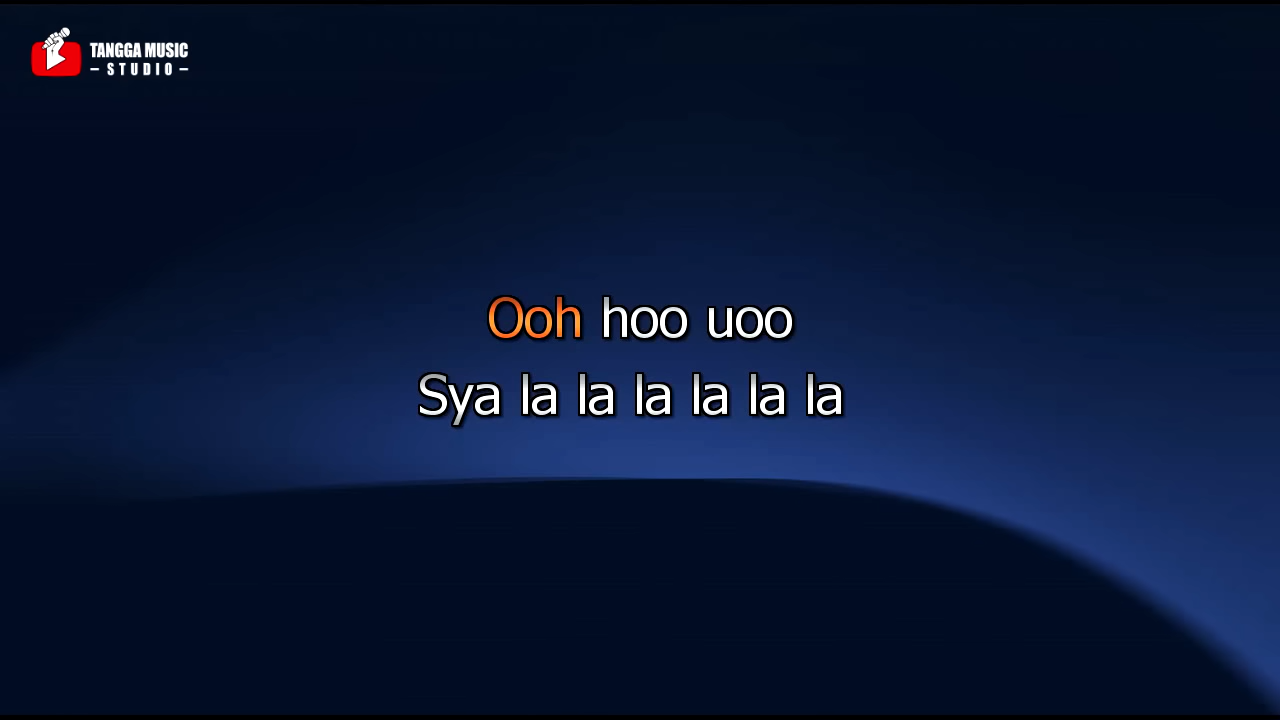 TANGGA MUSIC
– STUDIO –
Ooh hoo uoo
Sya la la la la la la